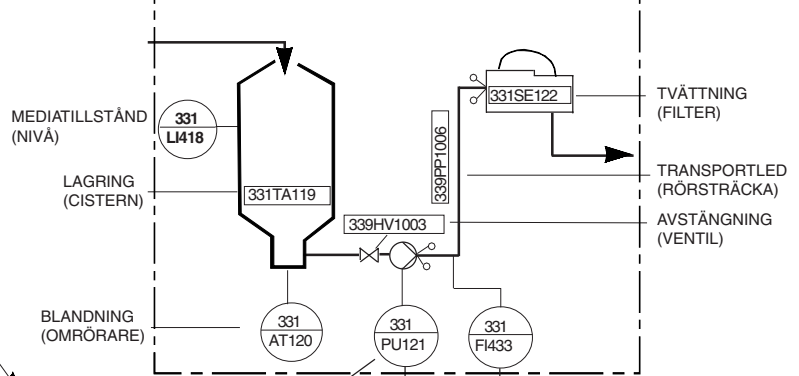 331SE122
TVÄTTNING
(FILTER)
MEDIATILLSTÅND
(NIVÅ)
331
LI418
339PP1006
LAGRING
(CISTERN)
331TA119
TRANSPORTLED
(RÖRSTRÄCKA)
339HV1003
AVSTÄNGNING
(VENTIL)
BLANDNING
(OMRÖRARE)
331
AT120
331
PU121
331
FI433